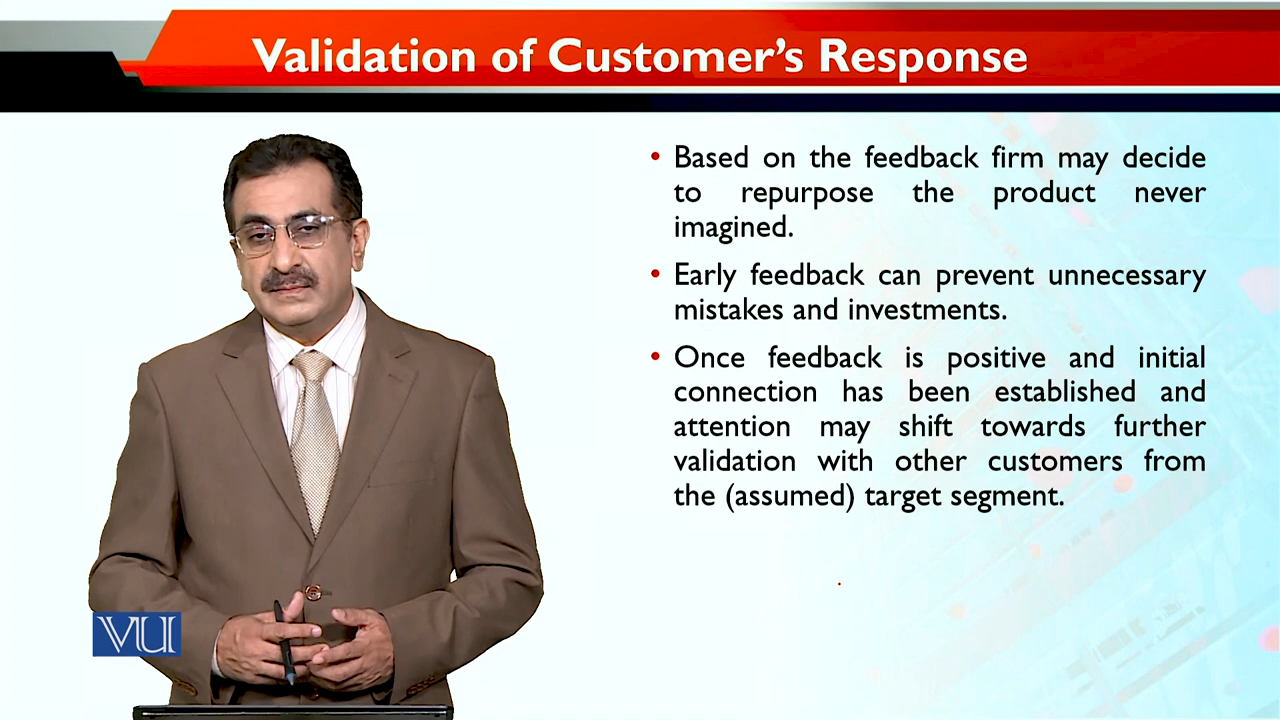 Validation of Customer's Response
• Based on the feedback firm may decide
to repurpose the product never
imagined.
• Early feedback can prevent unnecessary
mistakes and investments.
• Once feedback is positive and initial
connection has been established and
attention may shift towards further
validation with other customers from
the (assumed) target segment.
VU